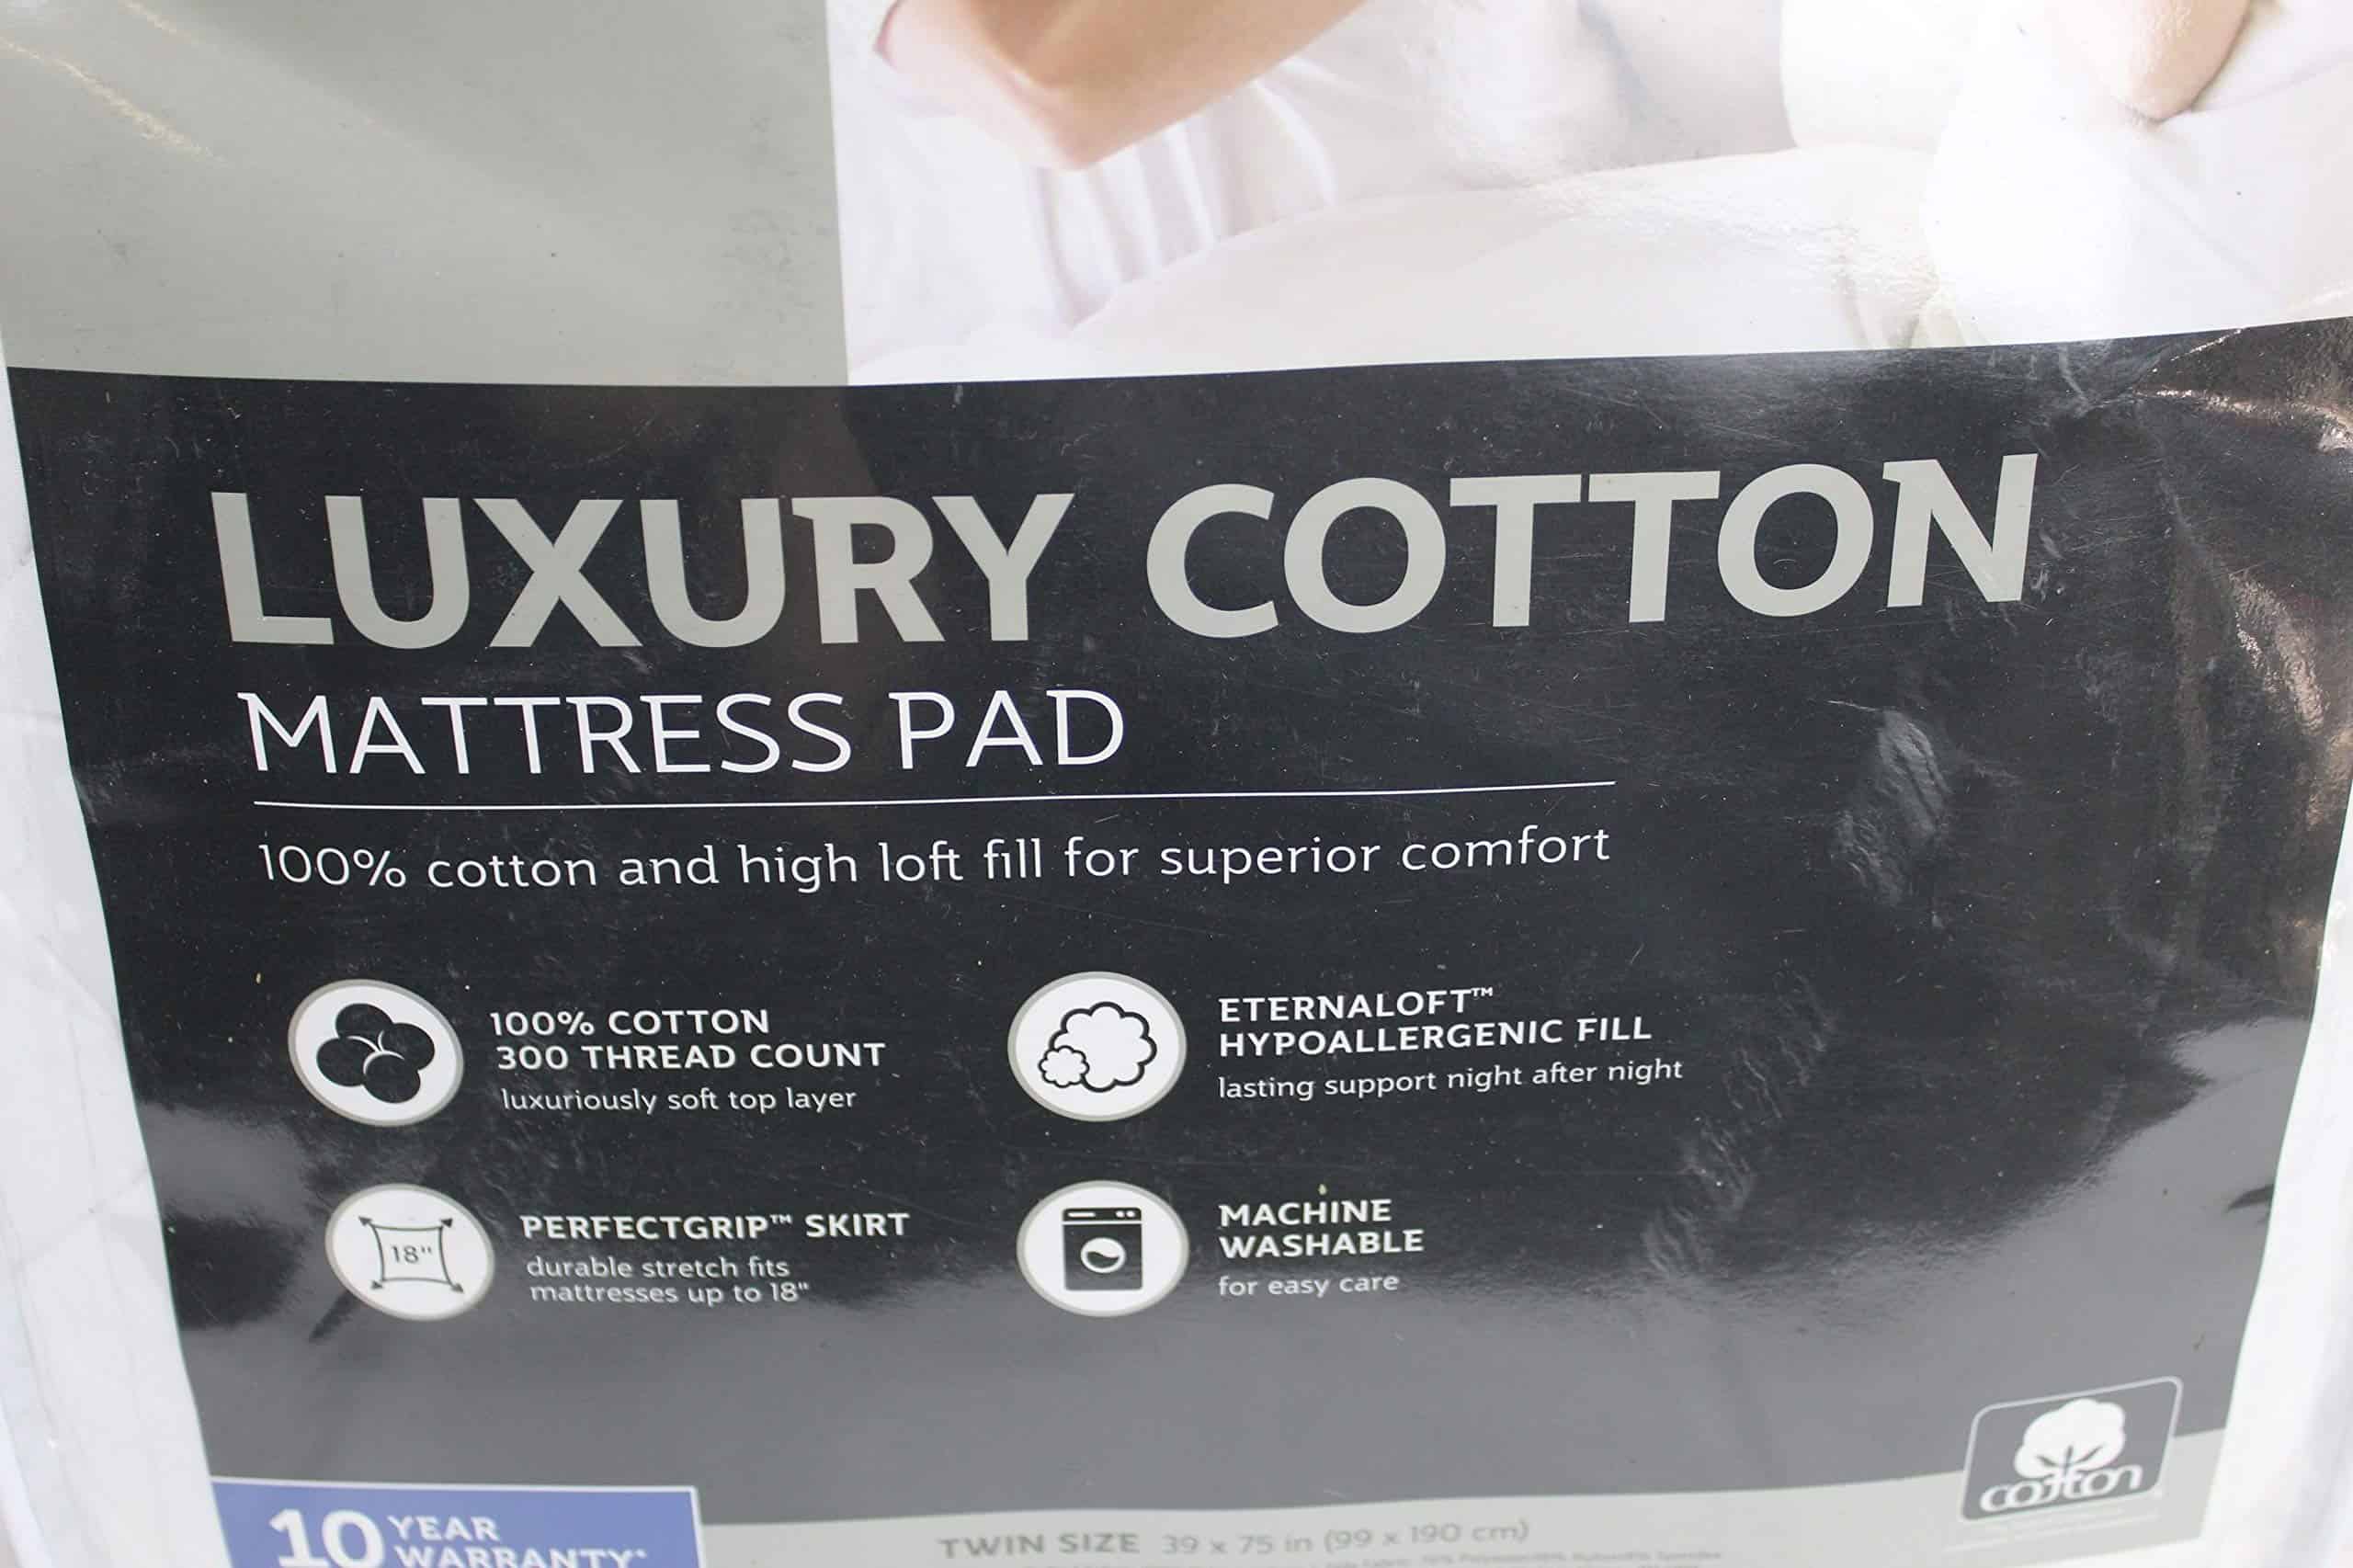 LUXURY COTTON
MATTRESS PAD
100% cotton and high loft fill for superior comfort
100% COTTON
300 THREAD COUNT
luxuriously soft top layer
ETERNALOFT™
HYPOALLERGENIC FILL
lasting support night after night
18"
PERFECTGRIP™ SKIRT
durable stretch fits
mattresses up to 18"
MACHINE
WASHABLE
for easy care
cotton
10 YEAR
WARRANTY*
TWIN SIZE 39 x 75 in (99 x 190 cm)